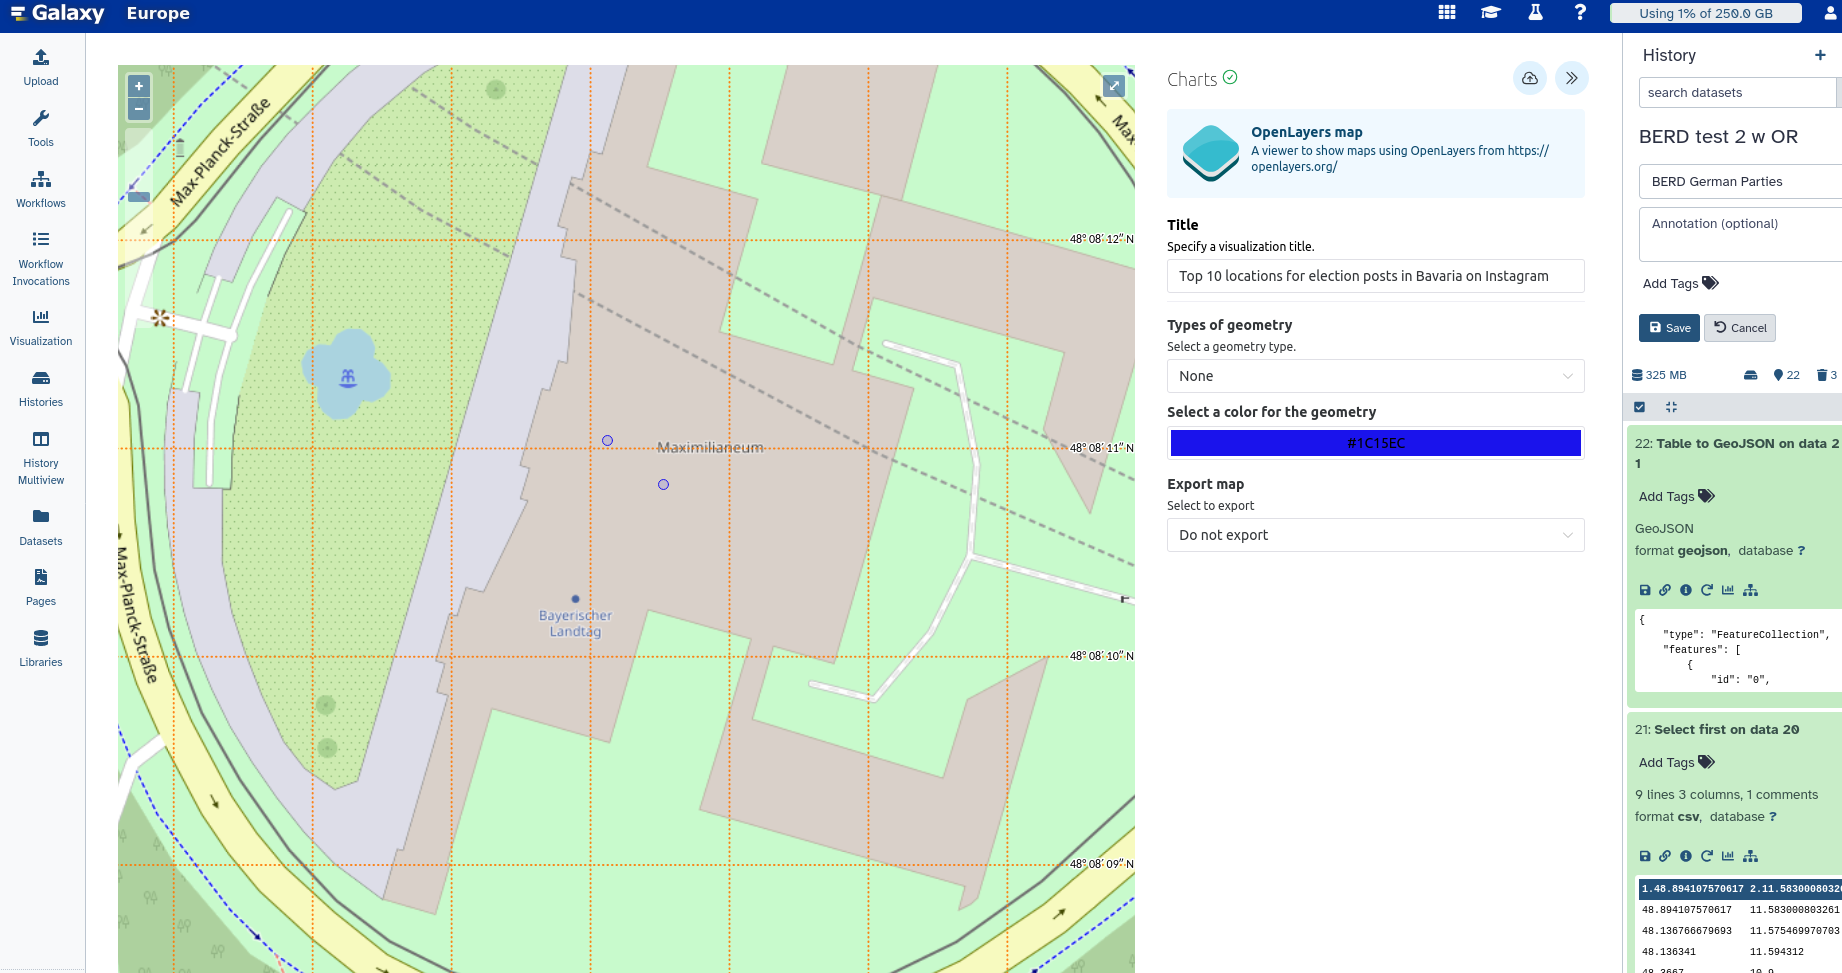 Galaxy Europe
Using 1% of 250.0 GB
Upload
Tools
Workflows
Workflow
Invocations
Visualization
Histories
History
Multiview
Datasets
Pages
Libraries
+
−
Max-Planck-Straße
Max-Planck-Straße
Max-
48° 08′ 12″ N
48° 08′ 11″ N
48° 08′ 10″ N
48° 08′ 09″ N
Maximilianeum
Bayerischer
Landtag
Charts
OpenLayers map
A viewer to show maps using OpenLayers from https://
openlayers.org/
Title
Specify a visualization title.
Top 10 locations for election posts in Bavaria on Instagram
Types of geometry
Select a geometry type.
None
Select a color for the geometry
#1C15EC
Export map
Select to export
Do not export
History
+
search datasets
BERD test 2 w OR
BERD German Parties
Annotation (optional)
Add Tags
Save Cancel
325 MB 22 3
22: Table to GeoJSON on data 2
1
Add Tags
GeoJSON
format geojson, database ?
{
"type": "FeatureCollection",
"features": [
{
"id": "0",
21: Select first on data 20
Add Tags
9 lines 3 columns, 1 comments
format csv, database ?
1.48.894107570617 2.11.5830008032
48.894107570617 11.583000803261
48.136766679693 11.575469970703
48.136341 11.594312
48.3667 10.9